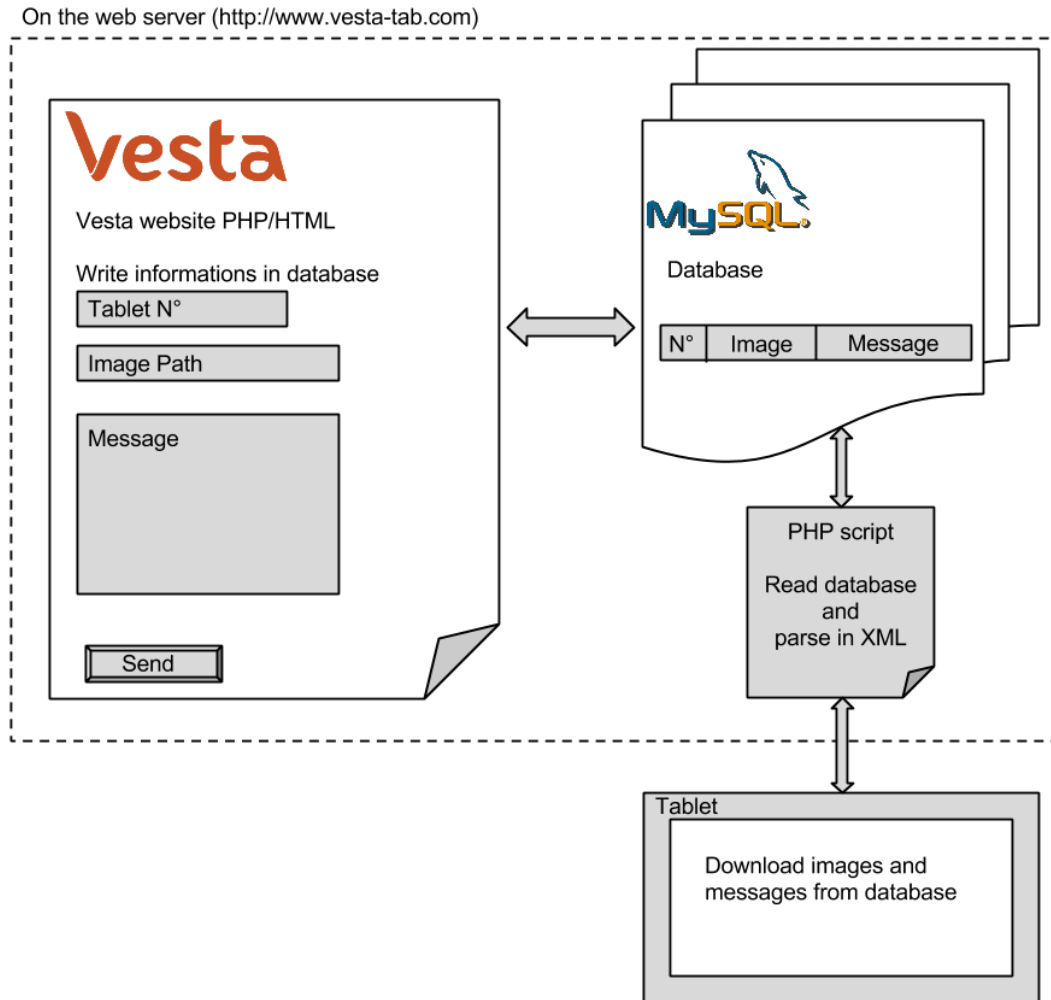 On the web server (http://www.vesta-tab.com)
Vesta
Vesta website PHP/HTML
Write informations in database
Tablet N°
Image Path
Message
Send
MySQL.
Database
N° Image Message
PHP script
Read database
and
parse in XML
Tablet
Download images and
messages from database